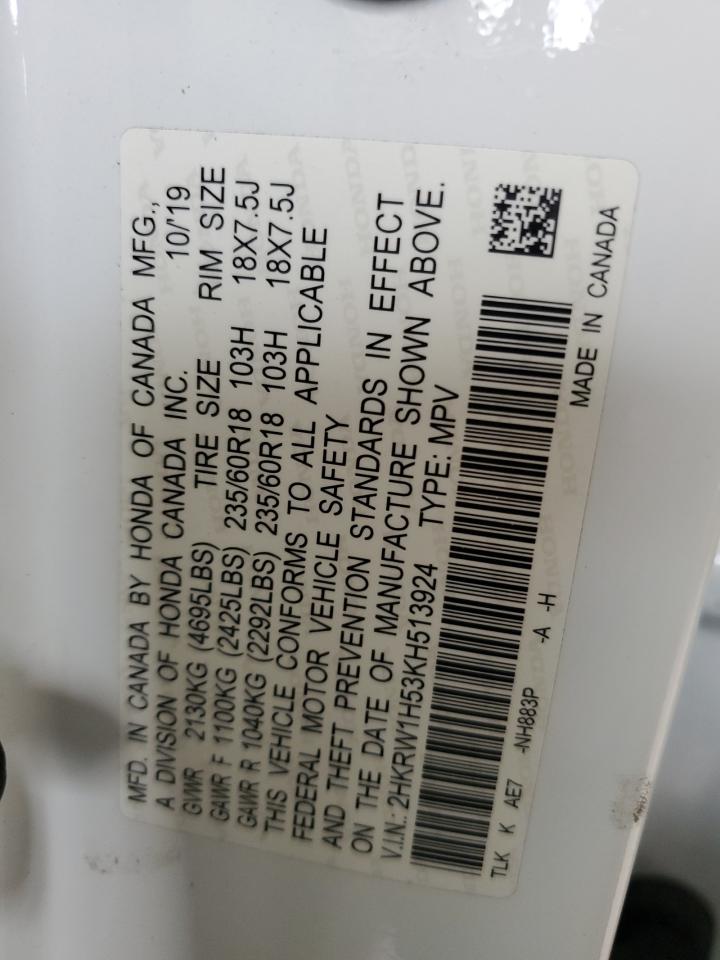 MFD. IN CANADA BY HONDA OF CANADA MFG.,
A DIVISION OF HONDA CANADA INC. 10/'19
GVWR 2130KG (4695LBS) TIRE SIZE RIM SIZE
GAWR F 1100KG (2425LBS) 235/60R18 103H 18X7.5J
GAWR R 1040KG (2292LBS) 235/60R18 103H 18X7.5J
THIS VEHICLE CONFORMS TO ALL APPLICABLE
FEDERAL MOTOR VEHICLE SAFETY
AND THEFT PREVENTION STANDARDS IN EFFECT
ON THE DATE OF MANUFACTURE SHOWN ABOVE.
V.I.N.: 2HKRW1H53KH513924 TYPE: MPV
TLK K AE7 -NH883P -A -H MADE IN CANADA